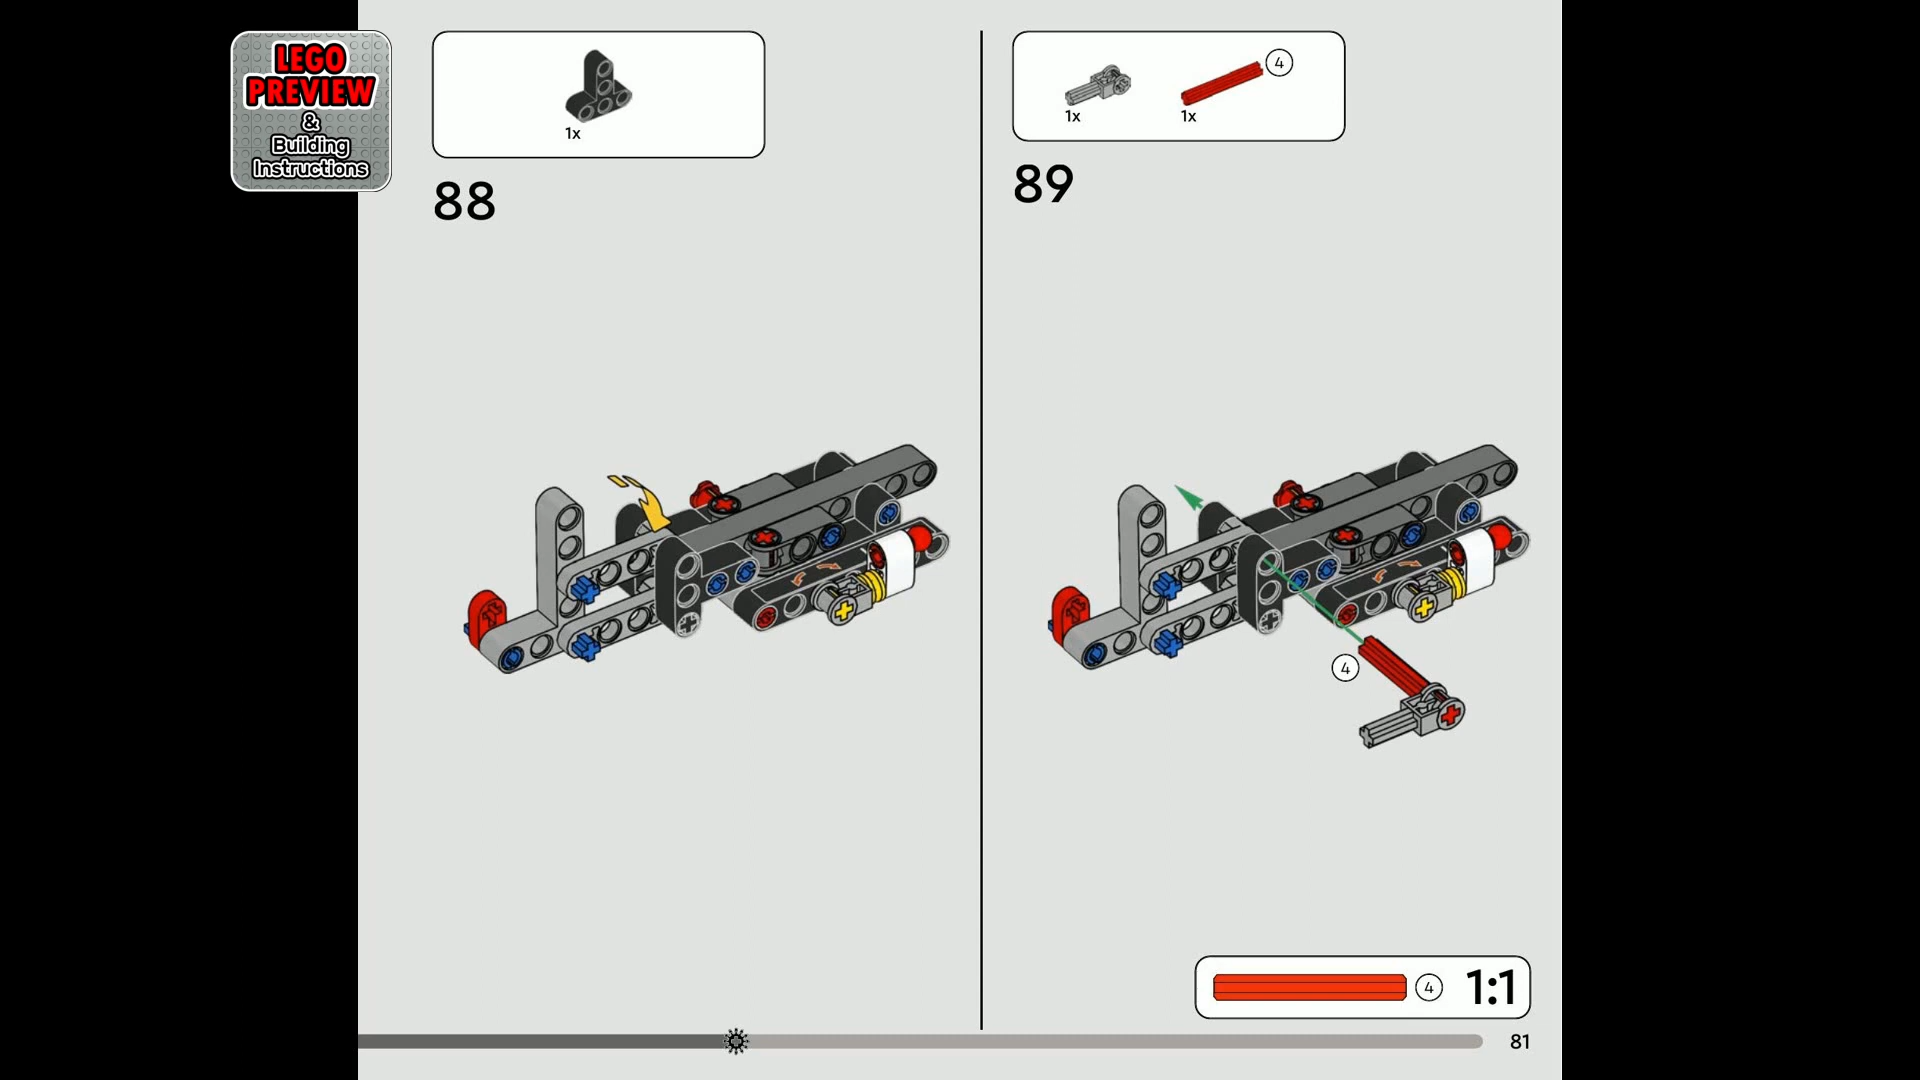 LEGO
PREVIEW
&
Building
Instructions
1x
88
4
1x
1x
89
4
4
1:1
81